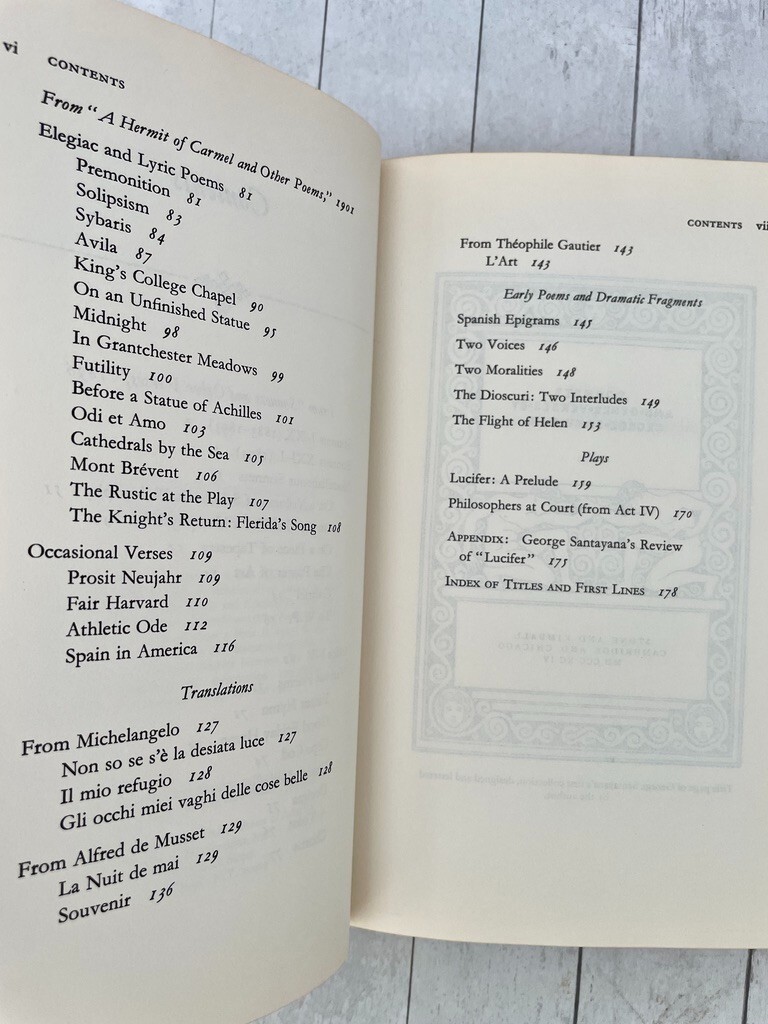 vi
CONTENTS
From "A Hermit of Carmel and Other Poems," 1901
Elegiac and Lyric Poems 81
Premonition 81
Solipsism 83
Sybaris 84
Avila 87
King's College Chapel 90
On an Unfinished Statue 95
Midnight 98
In Grantchester Meadows 99
Futility 100
Before a Statue of Achilles 101
Odi et Amo 103
Cathedrals by the Sea 105
Mont Brévent 106
The Rustic at the Play 107
The Knight's Return: Flerida's Song 108
Occasional Verses 109
Prosit Neujahr 109
Fair Harvard 110
Athletic Ode 112
Spain in America 116
Translations
From Michelangelo 127
Non so se s'è la desiata luce 127
Il mio refugio 128
Gli occhi miei vaghi delle cose belle 128
From Alfred de Musset 129
La Nuit de mai 129
Souvenir 136
CONTENTS vii
From Théophile Gautier 143
L'Art 143
Early Poems and Dramatic Fragments
Spanish Epigrams 145
Two Voices 146
Two Moralities 148
The Dioscuri: Two Interludes 149
The Flight of Helen 153
Plays
Lucifer: A Prelude 159
Philosophers at Court (from Act IV) 170
APPENDIX: George Santayana's Review
of "Lucifer" 175
INDEX OF TITLES AND FIRST LINES 178